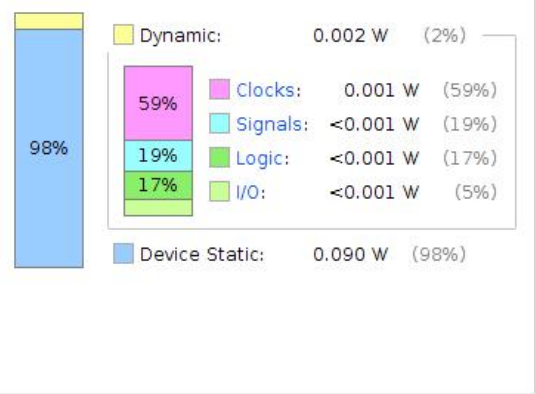 Dynamic: 0.002 W (2%)
59% Clocks: 0.001 W (59%)
Signals: <0.001 W (19%)
98% 19% Logic: <0.001 W (17%)
17% I/O: <0.001 W (5%)
Device Static: 0.090 W (98%)